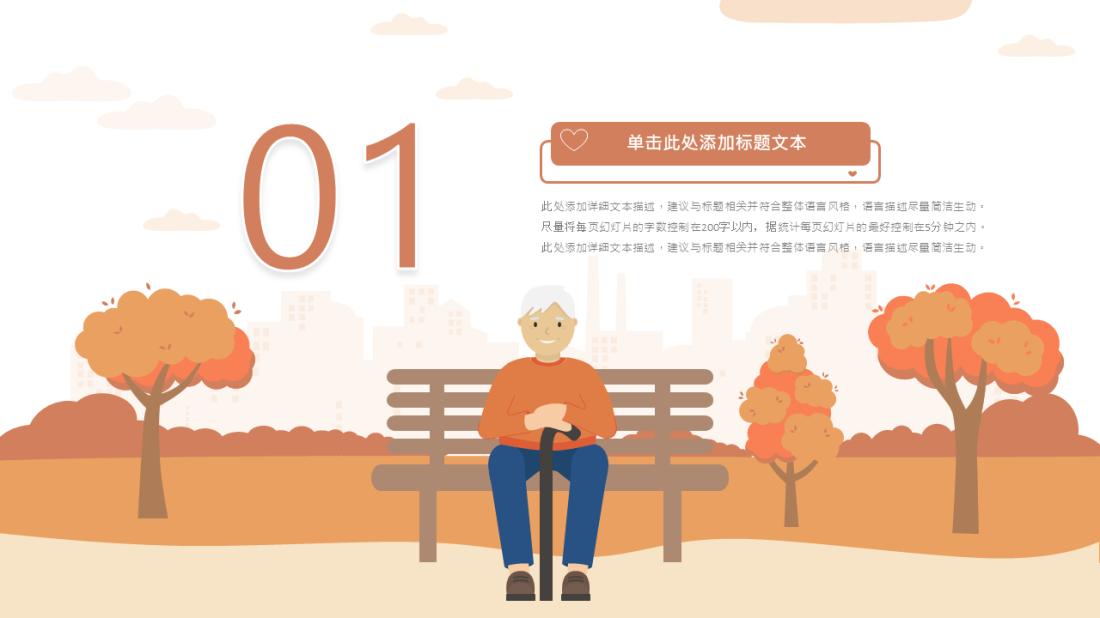 01
单击此处添加标题文本
此处添加详细文本描述，建议与标题相关并符合整体语言风格，语言描述尽量简洁生动。
尽量将每页幻灯片的字数控制在200字以内，据统计每页幻灯片的最好控制在5分钟之内。
此处添加详细文本描述，建议与标题相关并符合整体语言风格，语言描述尽量简洁生动。